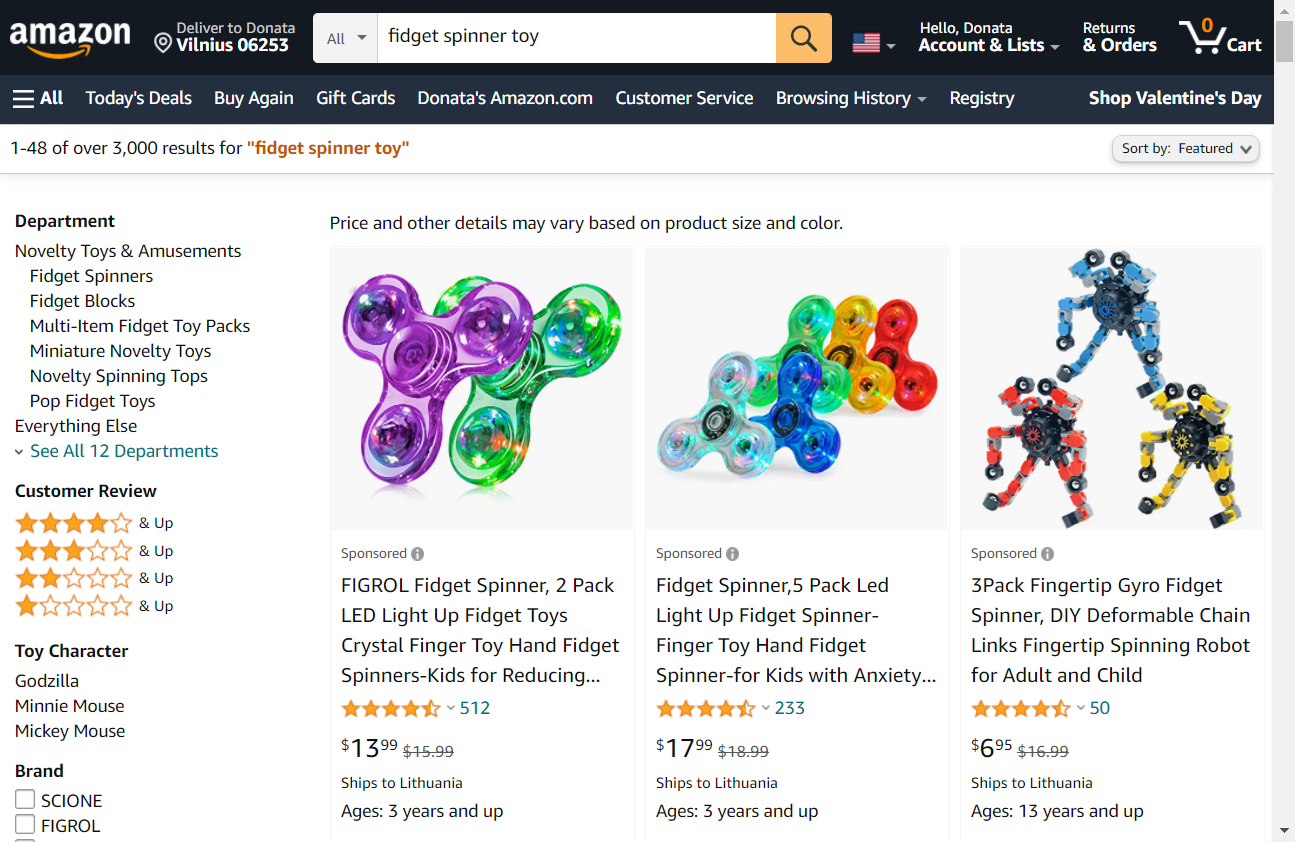 amazon
Deliver to Donata
Vilnius 06253
All
fidget spinner toy
Hello, Donata
Account & Lists
Returns
& Orders
0
Cart
All
Today's Deals
Buy Again
Gift Cards
Donata's Amazon.com
Customer Service
Browsing History
Registry
Shop Valentine's Day
1-48 of over 3,000 results for "fidget spinner toy"
Sort by: Featured
Department
Novelty Toys & Amusements
Fidget Spinners
Fidget Blocks
Multi-Item Fidget Toy Packs
Miniature Novelty Toys
Novelty Spinning Tops
Pop Fidget Toys
Everything Else
See All 12 Departments
Customer Review
& Up
& Up
& Up
& Up
Toy Character
Godzilla
Minnie Mouse
Mickey Mouse
Brand
SCIONE
FIGROL
Price and other details may vary based on product size and color.
Sponsored
FIGROL Fidget Spinner, 2 Pack
LED Light Up Fidget Toys
Crystal Finger Toy Hand Fidget
Spinners-Kids for Reducing...
512
$13.99 $15.99
Ships to Lithuania
Ages: 3 years and up
Sponsored
Fidget Spinner,5 Pack Led
Light Up Fidget Spinner-
Finger Toy Hand Fidget
Spinner-for Kids with Anxiety...
233
$17.99 $18.99
Ships to Lithuania
Ages: 3 years and up
Sponsored
3Pack Fingertip Gyro Fidget
Spinner, DIY Deformable Chain
Links Fingertip Spinning Robot
for Adult and Child
50
$6.95 $16.99
Ships to Lithuania
Ages: 13 years and up